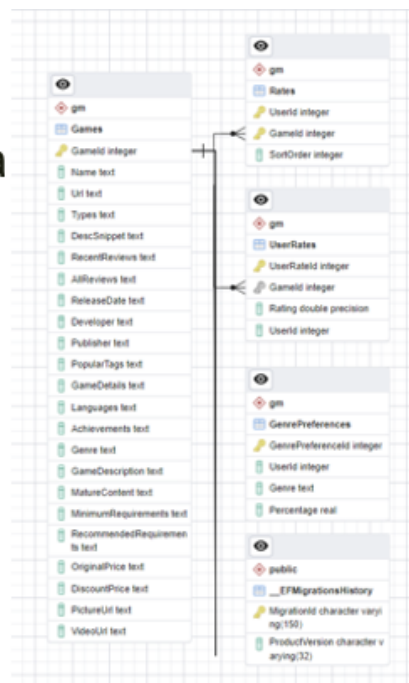 gm
Games
GameId integer
Name text
Url text
Types text
DescSnippet text
RecentReviews text
AllReviews text
ReleaseDate text
Developer text
Publisher text
PopularTags text
GameDetails text
Languages text
Achievements text
Genre text
GameDescription text
MatureContent text
MinimumRequirements text
RecommendedRequiremen
ts text
OriginalPrice text
DiscountPrice text
PictureUrl text
VideoUrl text
gm
Rates
UserId integer
GameId integer
SortOrder integer
gm
UserRates
UserRateId integer
GameId integer
Rating double precision
UserId integer
gm
GenrePreferences
GenrePreferenceId integer
UserId integer
Genre text
Percentage real
public
__EFMigrationsHistory
MigrationId character varyi
ng(150)
ProductVersion character v
arying(32)